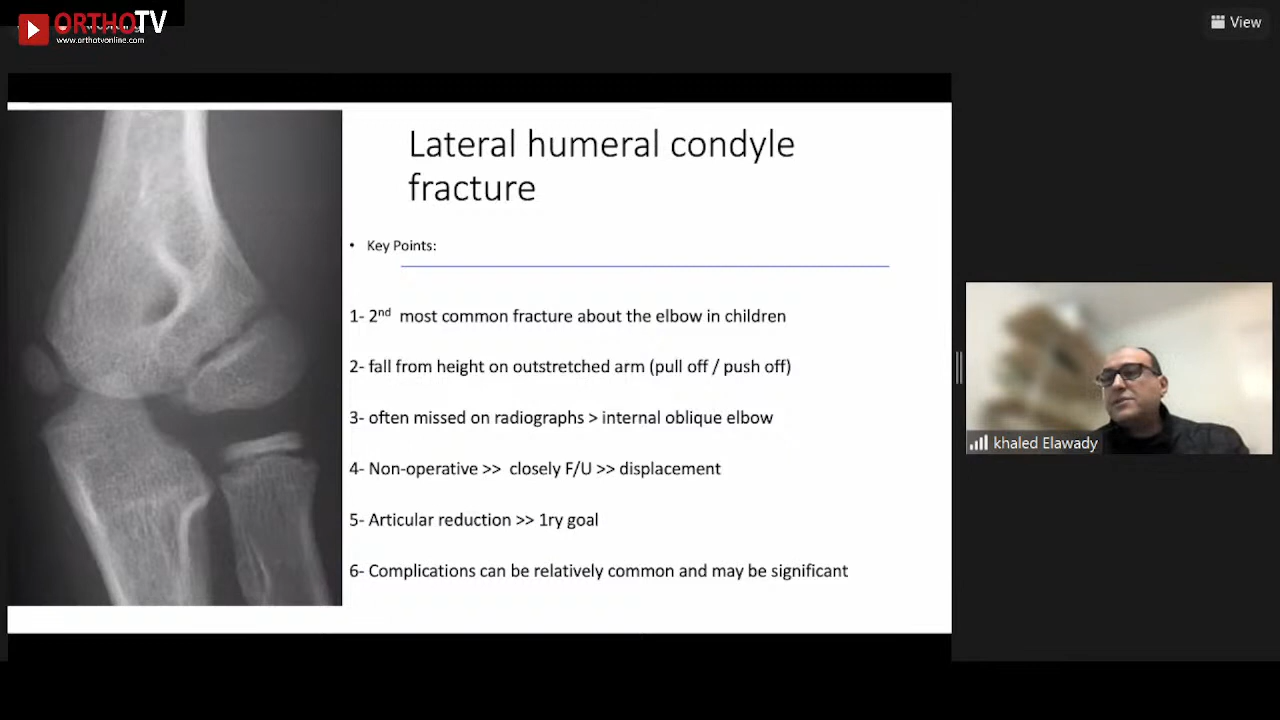 ORTHOTV
www.orthotvonline.com
View
Lateral humeral condyle
fracture
• Key Points:
1- 2nd most common fracture about the elbow in children
2- fall from height on outstretched arm (pull off / push off)
3- often missed on radiographs > internal oblique elbow
4- Non-operative >> closely F/U >> displacement
5- Articular reduction >> 1ry goal
6- Complications can be relatively common and may be significant
khaled Elawady